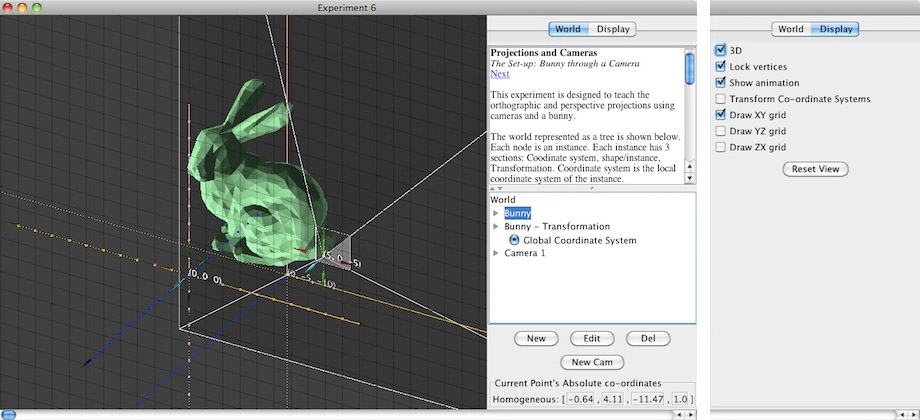 Experiment 6
World Display
Projections and Cameras
The Set-up: Bunny through a Camera
Next
This experiment is designed to teach the
orthographic and perspective projections using
cameras and a bunny.
The world represented as a tree is shown below.
Each node is an instance. Each instance has 3
sections: Coodinate system, shape/instance,
Transformation. Coordinate system is the local
coordinate system of the instance.
World
Bunny
Bunny - Transformation
Global Coordinate System
Camera 1
New Edit Del
New Cam
Current Point's Absolute co-ordinates
Homogeneous: [ -0.64 , 4.11 , -11.47 , 1.0 ]
(0, 0 0)
(0, -5, -10)
(5, 0 -5)
World Display
3D
Lock vertices
Show animation
Transform Co-ordinate Systems
Draw XY grid
Draw YZ grid
Draw ZX grid
Reset View